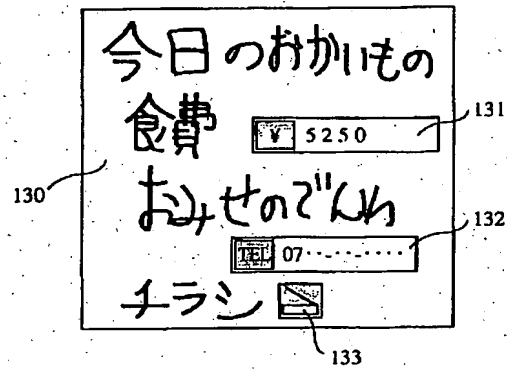 今日のおかいもの
食費 ¥ 5250 131
130
おみせのでんわ
132
TEL 07··-··-····
チラシ
133